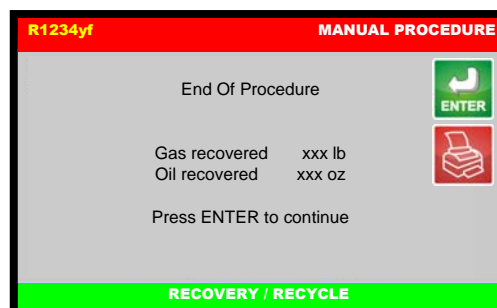 R1234yf MANUAL PROCEDURE
End Of Procedure
ENTER
Gas recovered xxx lb
Oil recovered xxx oz
Press ENTER to continue
RECOVERY / RECYCLE